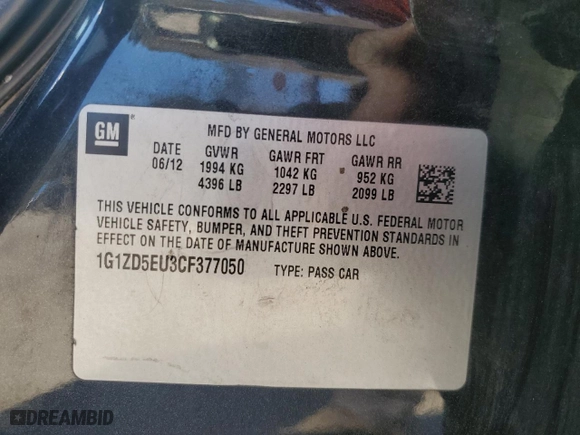 GM
MFD BY GENERAL MOTORS LLC
DATE GVWR GAWR FRT GAWR RR
06/12 1994 KG 1042 KG 952 KG
4396 LB 2297 LB 2099 LB
THIS VEHICLE CONFORMS TO ALL APPLICABLE U.S. FEDERAL MOTOR
VEHICLE SAFETY, BUMPER, AND THEFT PREVENTION STANDARDS IN
EFFECT ON THE DATE OF MANUFACTURE SHOWN ABOVE.
1G1ZD5EU3CF377050 TYPE: PASS CAR
DREAMBID